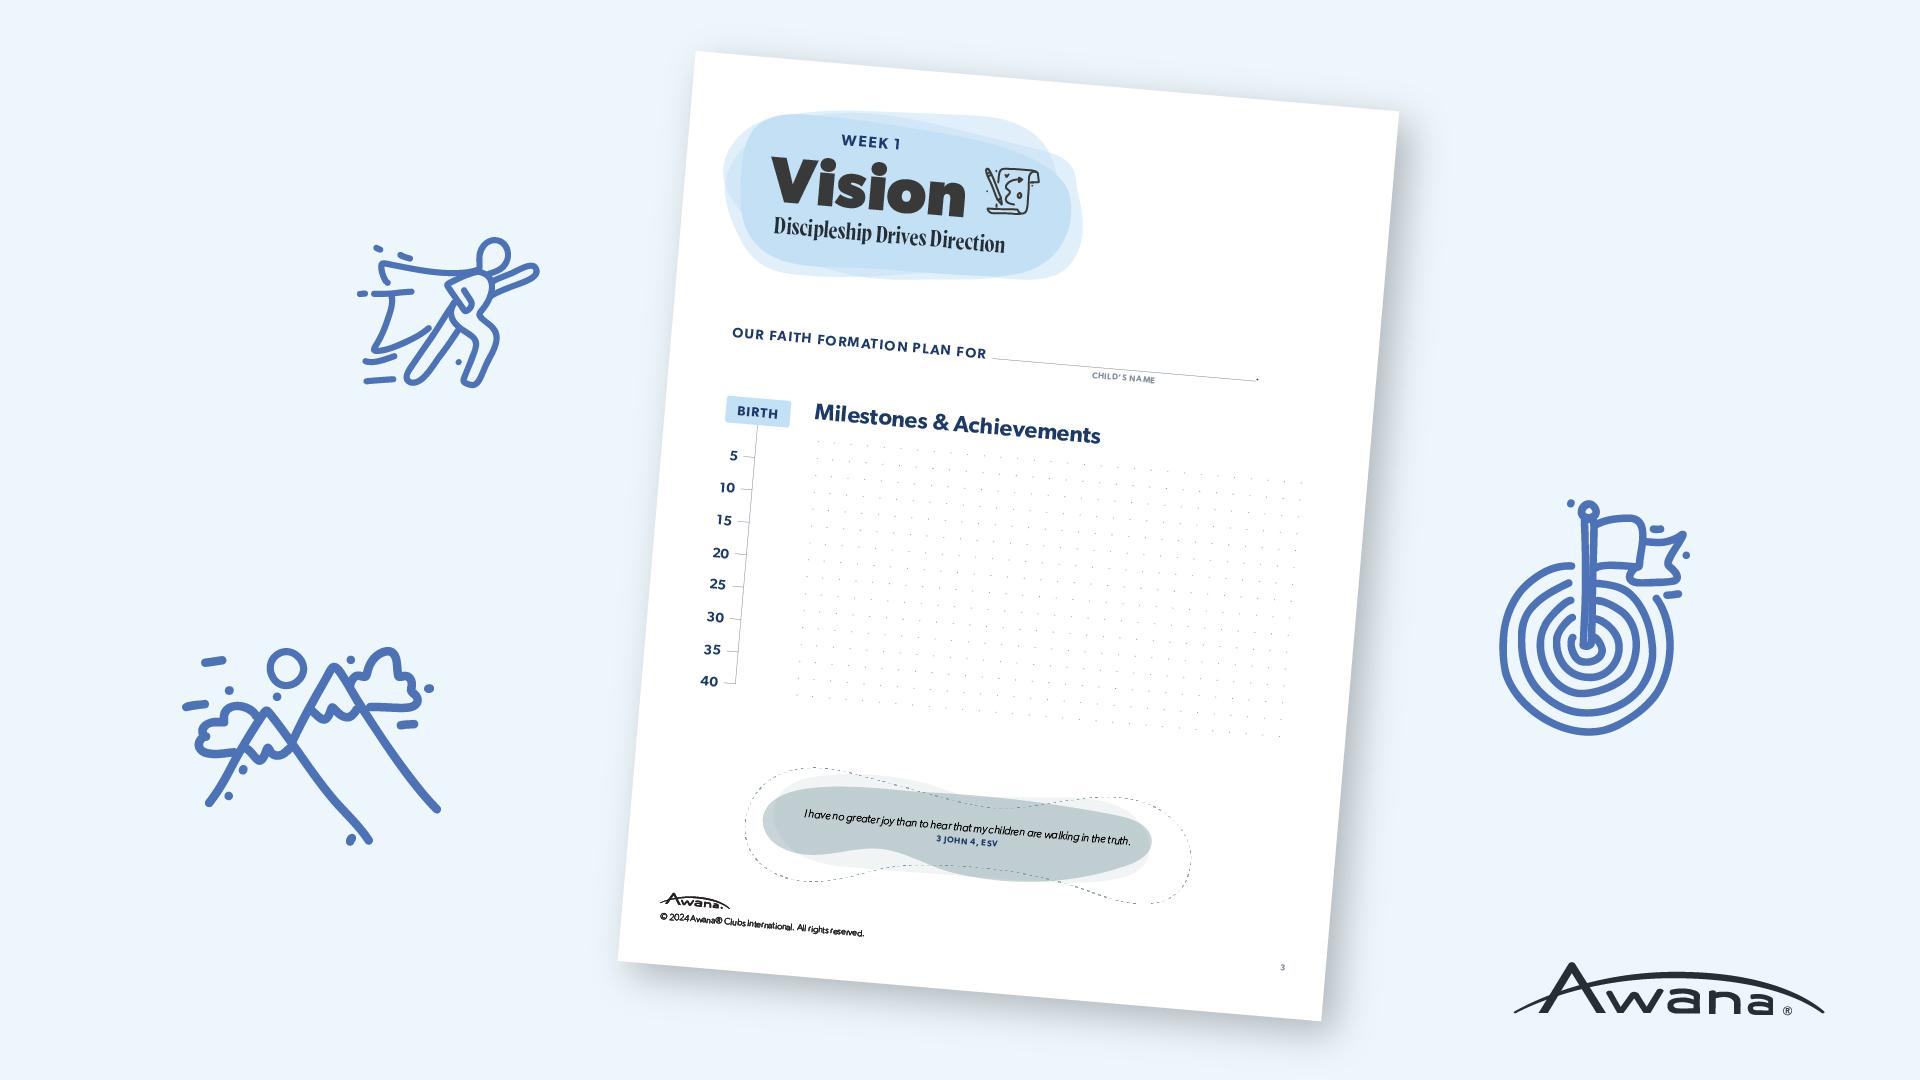 WEEK 1
Vision
Discipleship Drives Direction
OUR FAITH FORMATION PLAN FOR ____________.
CHILD'S NAME
BIRTH
Milestones & Achievements
5
10
15
20
25
30
35
40
I have no greater joy than to hear that my children are walking in the truth.
3 JOHN 4, ESV
Awana®
© 2024 Awana® Clubs International. All rights reserved.
3
Awana®